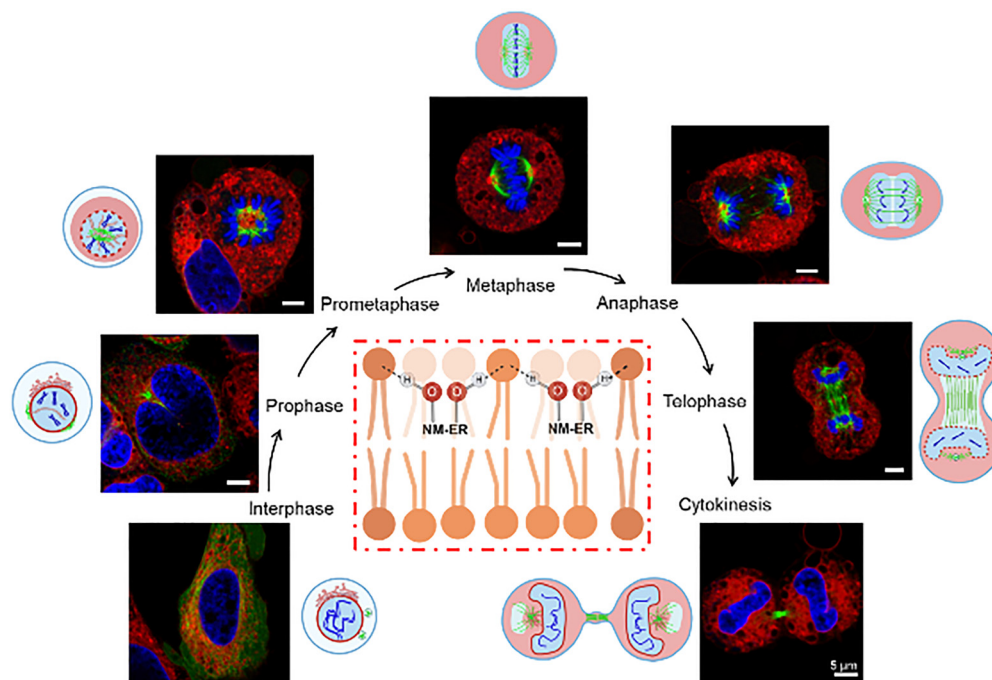 Metaphase
Prometaphase
Anaphase
Prophase
Telophase
Interphase
Cytokinesis
H O O H H O O H
NM-ER NM-ER
5 µm